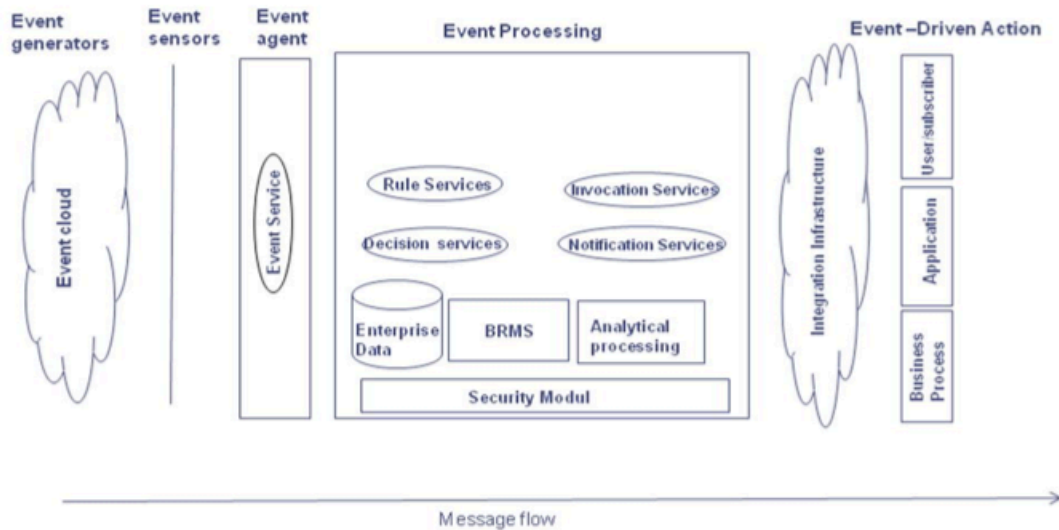 Event
generators
Event
sensors
Event
agent
Event Processing
Event –Driven Action
Event cloud
Event Service
Rule Services
Invocation Services
Decision services
Notification Services
Enterprise
Data
BRMS
Analytical
processing
Security Modul
Integration Infrastructure
User/subscriber
Application
Business
Process
Message flow